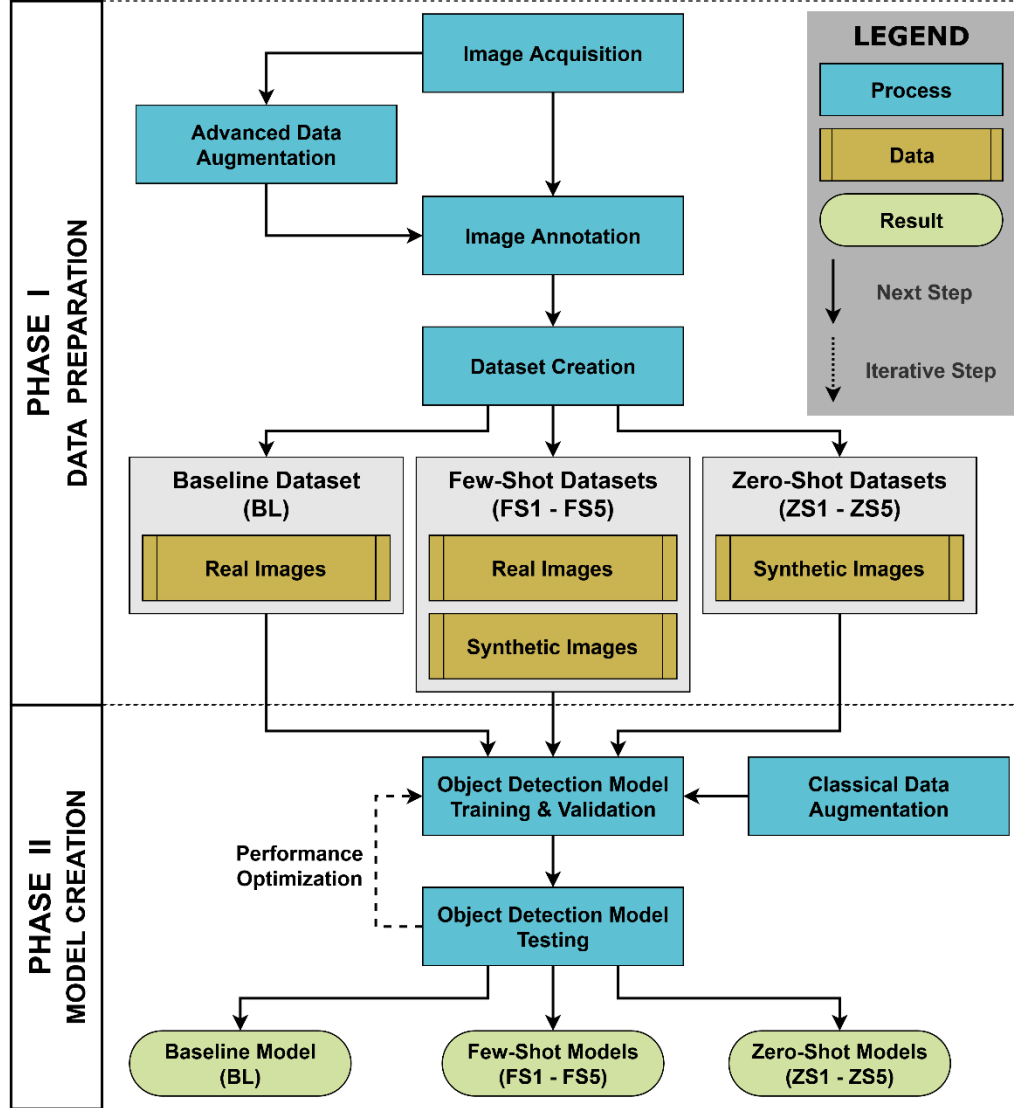 PHASE I
DATA PREPARATION
Image Acquisition
Advanced Data
Augmentation
Image Annotation
Dataset Creation
LEGEND
Process
Data
Result
Next Step
Iterative Step
Baseline Dataset
(BL)
Real Images
Few-Shot Datasets
(FS1 - FS5)
Real Images
Synthetic Images
Zero-Shot Datasets
(ZS1 - ZS5)
Synthetic Images
PHASE II
MODEL CREATION
Object Detection Model
Training & Validation
Classical Data
Augmentation
Performance
Optimization
Object Detection Model
Testing
Baseline Model
(BL)
Few-Shot Models
(FS1 - FS5)
Zero-Shot Models
(ZS1 - ZS5)